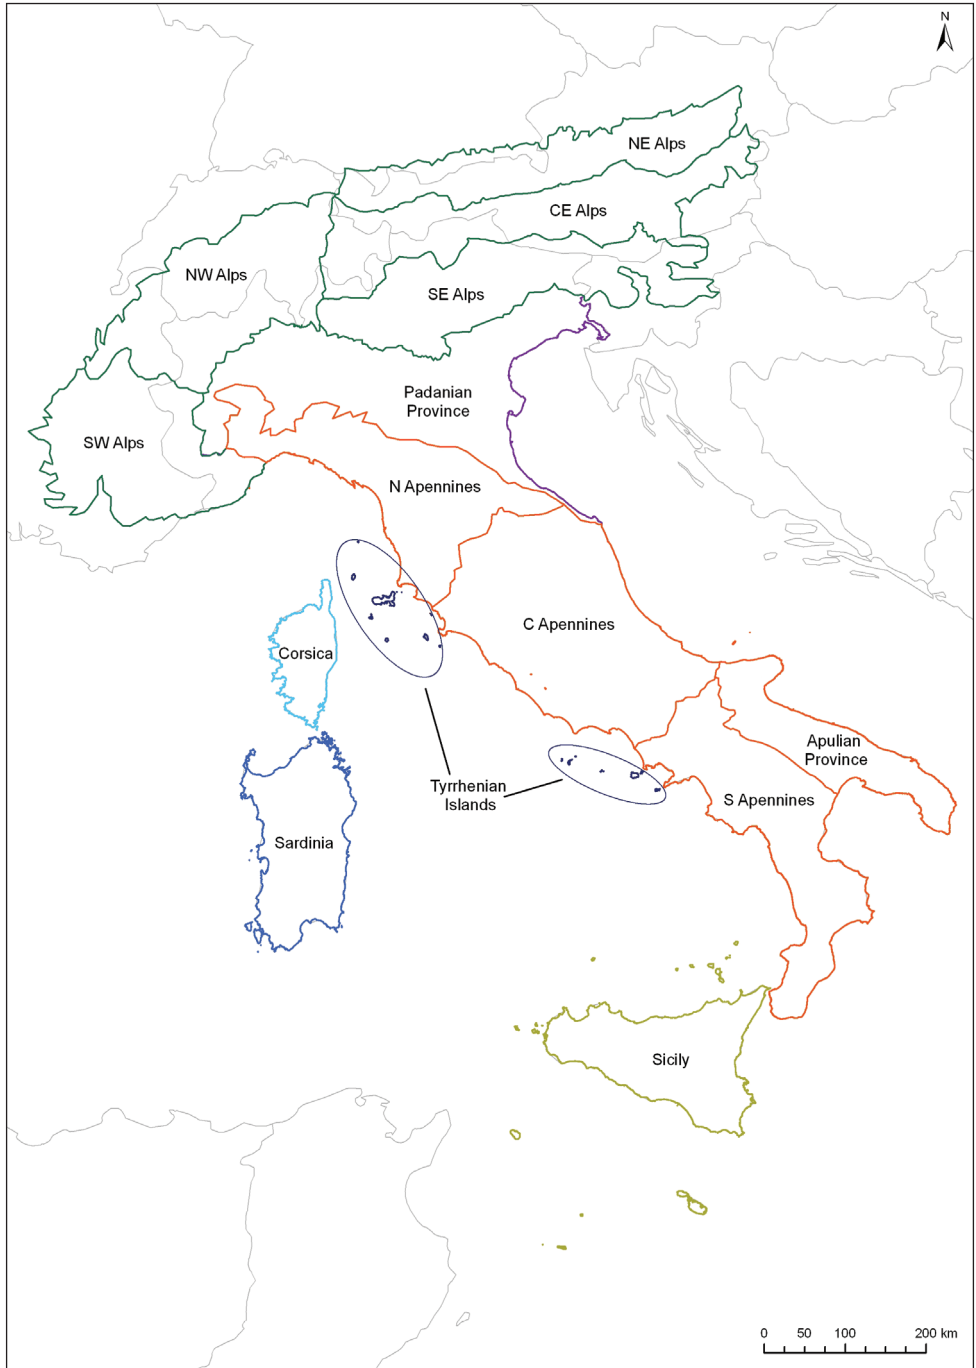 N
NE Alps
CE Alps
NW Alps
SE Alps
Padanian
Province
SW Alps
N Apennines
C Apennines
Corsica
Apulian
Province
Tyrrhenian
Islands
S Apennines
Sardinia
Sicily
0 50 100 200 km